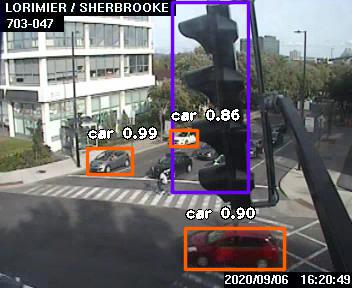 LORIMIER / SHERBROOKE
703-047
car 0.86
car 0.99
car 0.90
2020/09/06 16:20:49